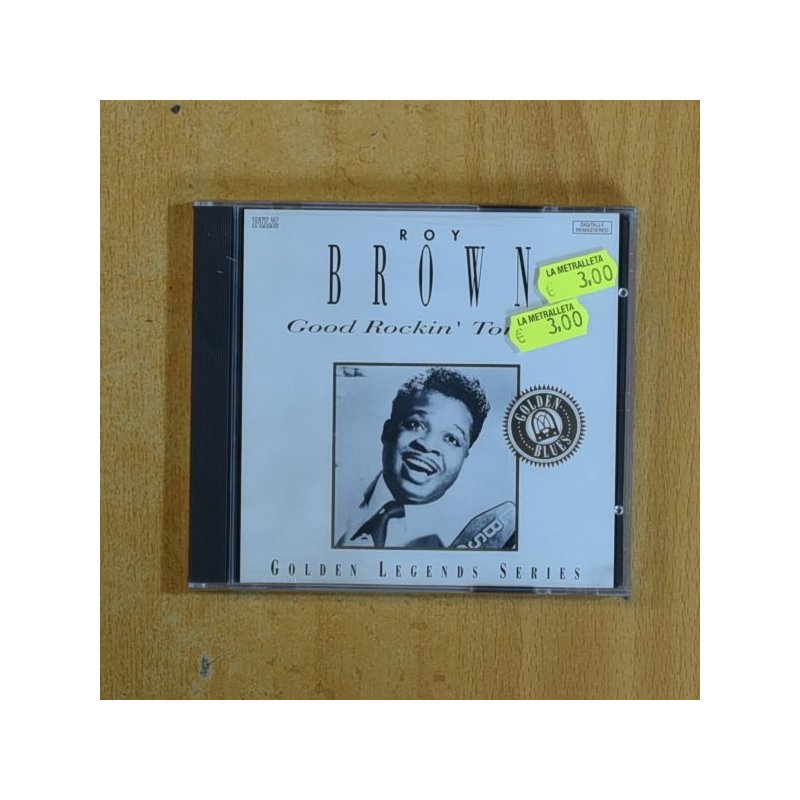 PILZ
DIGITALLY REMASTERED
ROY
BROWN
Good Rockin'
LA METRALLETA
€ 3,00
LA METRALLETA
€ 3,00
GOLDEN
BLUES
GOLDEN LEGENDS SERIES